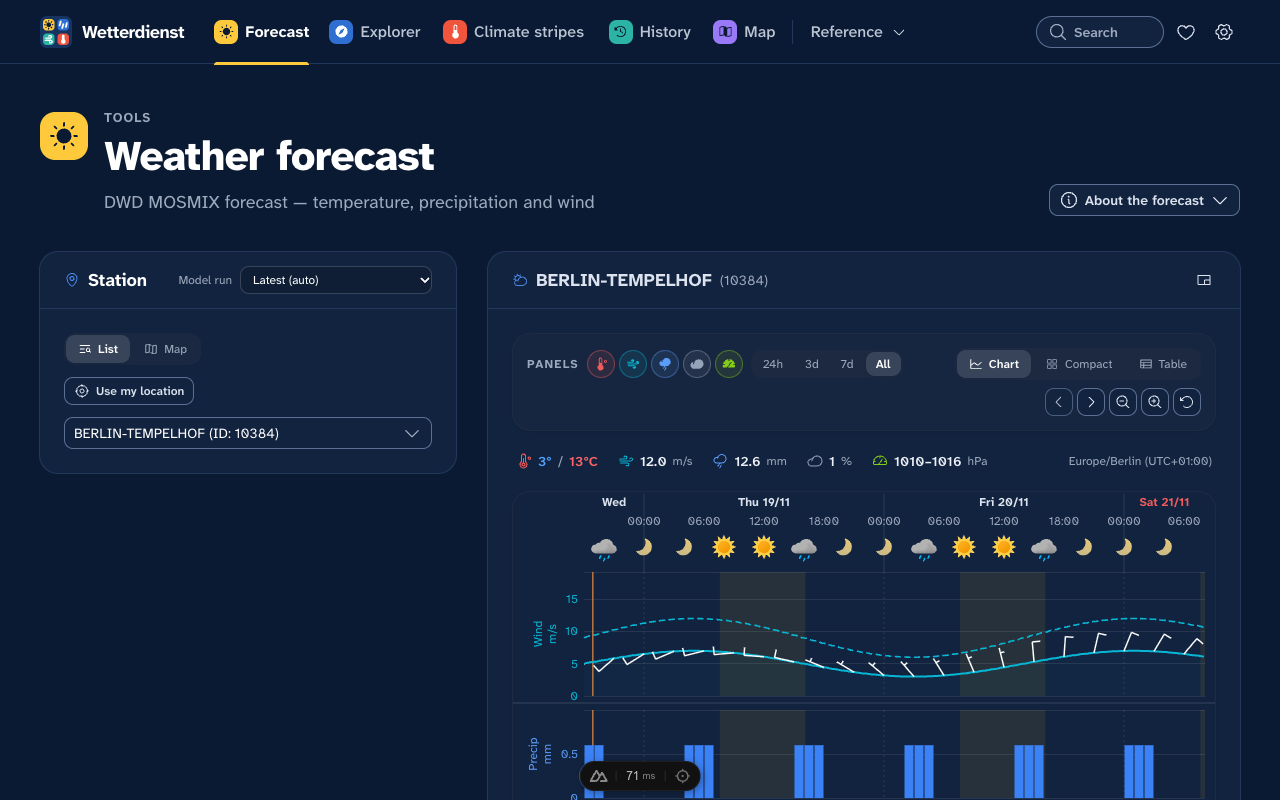 Wetterdienst
Forecast
Explorer
Climate stripes
History
Map
Reference
Search
TOOLS
Weather forecast
DWD MOSMIX forecast — temperature, precipitation and wind
About the forecast
Station
Model run
Latest (auto)
List
Map
Use my location
BERLIN-TEMPELHOF (ID: 10384)
BERLIN-TEMPELHOF (10384)
PANELS
24h
3d
7d
All
Chart
Compact
Table
3° / 13°C
12.0 m/s
12.6 mm
1 %
1010–1016 hPa
Europe/Berlin (UTC+01:00)
Wed
Thu 19/11
Fri 20/11
Sat 21/11
00:00 06:00 12:00 18:00 00:00 06:00 12:00 18:00 00:00 06:00
Wind
m/s
15
10
5
0
Precip
mm
0.5
0
71 ms